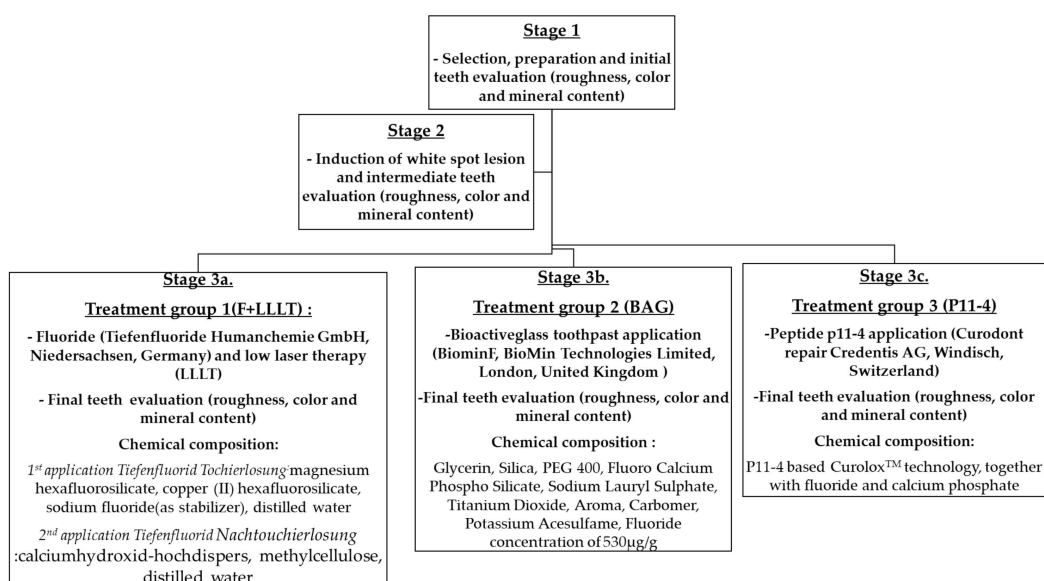 Stage 1
- Selection, preparation and initial
teeth evaluation (roughness, color
and mineral content)
Stage 2
- Induction of white spot lesion
and intermediate teeth
evaluation (roughness, color and
mineral content)
Stage 3a.
Treatment group 1(F+LLLT) :
- Fluoride (Tiefenfluoride Humanchemie GmbH,
Niedersachsen, Germany) and low laser therapy
(LLLT)
- Final teeth evaluation (roughness, color and
mineral content)
Chemical composition:
1st application Tiefenfluorid Tochierlosung:magnesium
hexafluorosilicate, copper (II) hexafluorosilicate,
sodium fluoride(as stabilizer), distilled water
2nd application Tiefenfluorid Nachtouchierlosung
:calciumhydroxid-hochdispers, methylcellulose,
distilled water
Stage 3b.
Treatment group 2 (BAG)
-Bioactiveglass toothpast application
(BiominF, BioMin Technologies Limited,
London, United Kingdom )
-Final teeth evaluation (roughness, color and
mineral content)
Chemical composition :
Glycerin, Silica, PEG 400, Fluoro Calcium
Phospho Silicate, Sodium Lauryl Sulphate,
Titanium Dioxide, Aroma, Carbomer,
Potassium Acesulfame, Fluoride
concentration of 530µg/g
Stage 3c.
Treatment group 3 (P11-4)
-Peptide p11-4 application (Curodont
repair Credentis AG, Windisch,
Switzerland)
-Final teeth evaluation (roughness, color
and mineral content)
Chemical composition:
P11-4 based Curolox™ technology, together
with fluoride and calcium phosphate